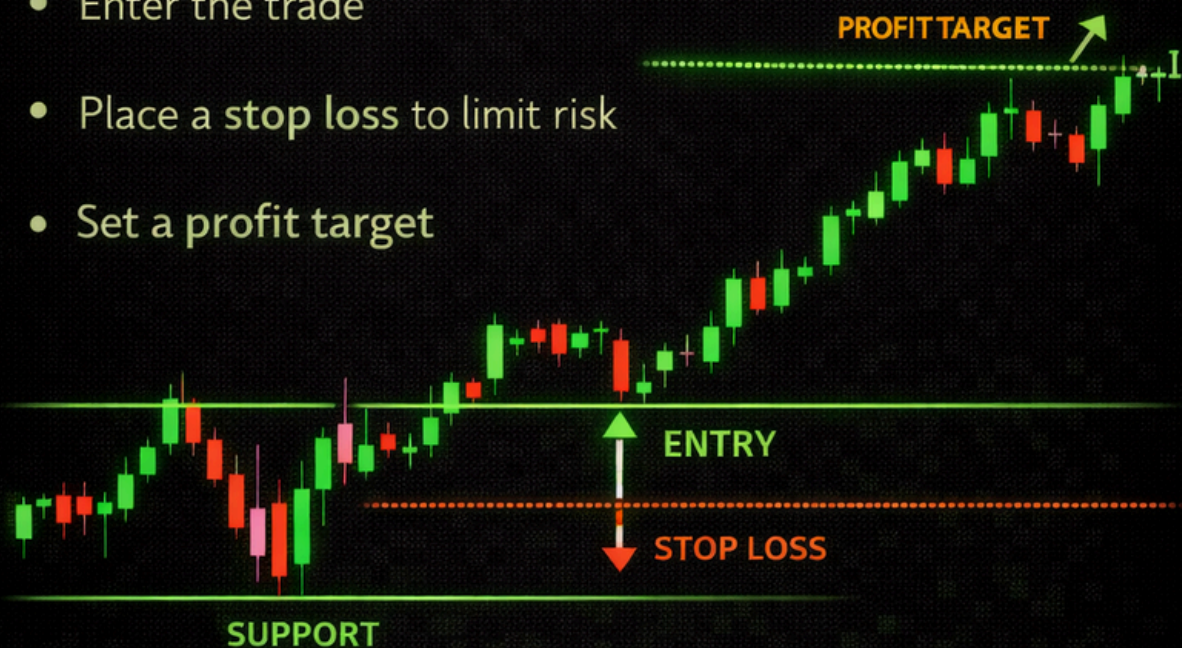 • Enter the trade
PROFIT TARGET
• Place a stop loss to limit risk
• Set a profit target
ENTRY
STOP LOSS
SUPPORT